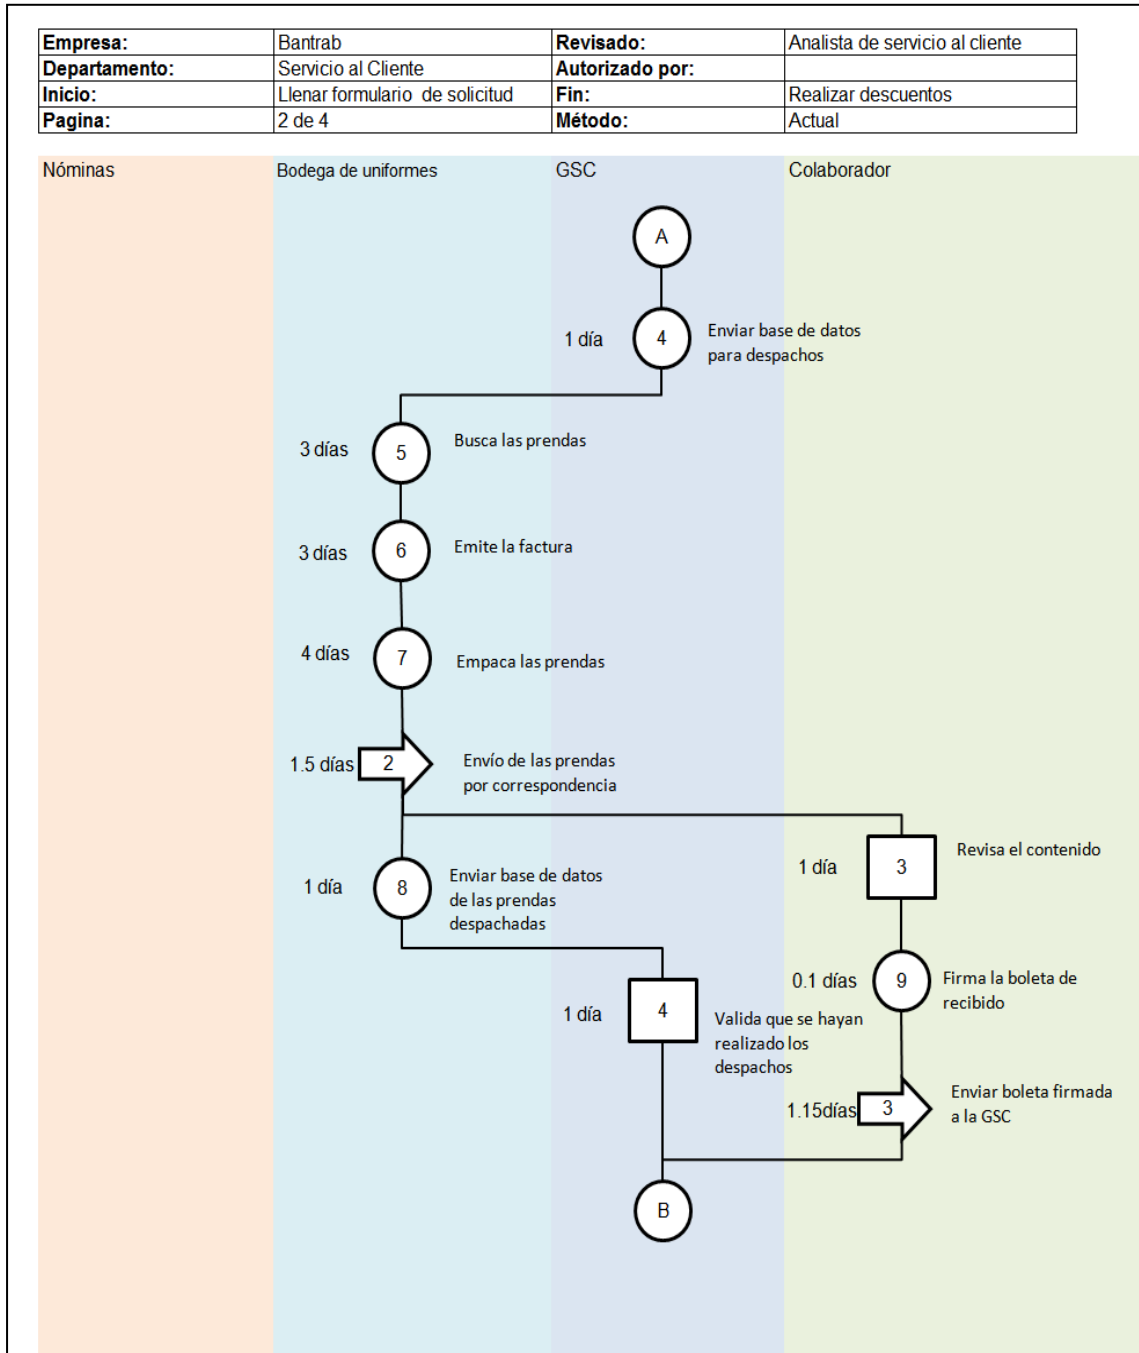 Empresa: Bantrab Revisado: Analista de servicio al cliente
Departamento: Servicio al Cliente Autorizado por:
Inicio: Llenar formulario de solicitud Fin: Realizar descuentos
Pagina: 2 de 4 Método: Actual
Nóminas Bodega de uniformes GSC Colaborador
A
1 día 4 Enviar base de datos
para despachos
3 días 5 Busca las prendas
3 días 6 Emite la factura
4 días 7 Empaca las prendas
1.5 días 2 Envío de las prendas
por correspondencia
1 día 3 Revisa el contenido
1 día 8 Enviar base de datos
de las prendas
despachadas
0.1 días 9 Firma la boleta de
recibido
1 día 4 Valida que se hayan
realizado los
despachos
1.15días 3 Enviar boleta firmada
a la GSC
B